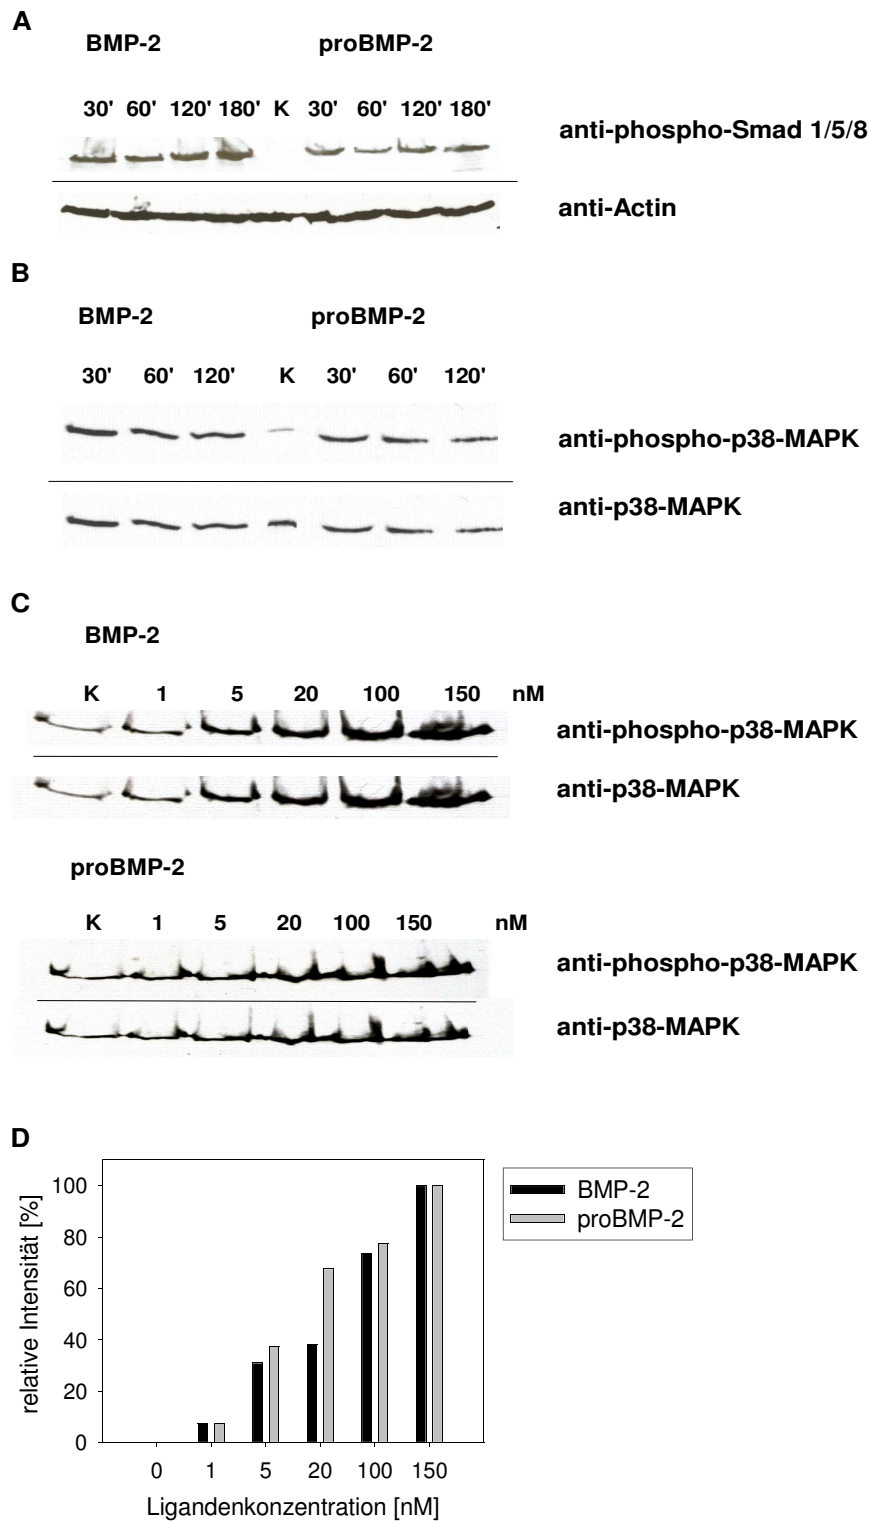 A
BMP-2 proBMP-2
30' 60' 120' 180' K 30' 60' 120' 180'
anti-phospho-Smad 1/5/8
anti-Actin
B
BMP-2 proBMP-2
30' 60' 120' K 30' 60' 120'
anti-phospho-p38-MAPK
anti-p38-MAPK
C
BMP-2
K 1 5 20 100 150 nM
anti-phospho-p38-MAPK
anti-p38-MAPK
proBMP-2
K 1 5 20 100 150 nM
anti-phospho-p38-MAPK
anti-p38-MAPK
D
relative Intensität [%]
100
80
60
40
20
0
0 1 5 20 100 150
Ligandenkonzentration [nM]
BMP-2
proBMP-2